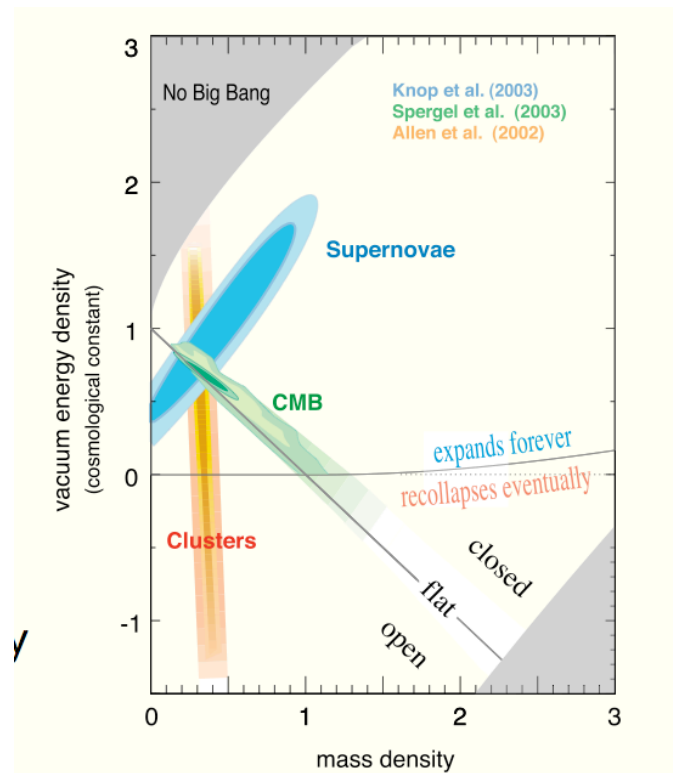 3
No Big Bang
Knop et al. (2003)
Spergel et al. (2003)
Allen et al. (2002)
2
Supernovae
vacuum energy density
(cosmological constant)
1
CMB
expands forever
0
recollapses eventually
Clusters
closed
flat
-1
open
y
0
1
2
3
mass density